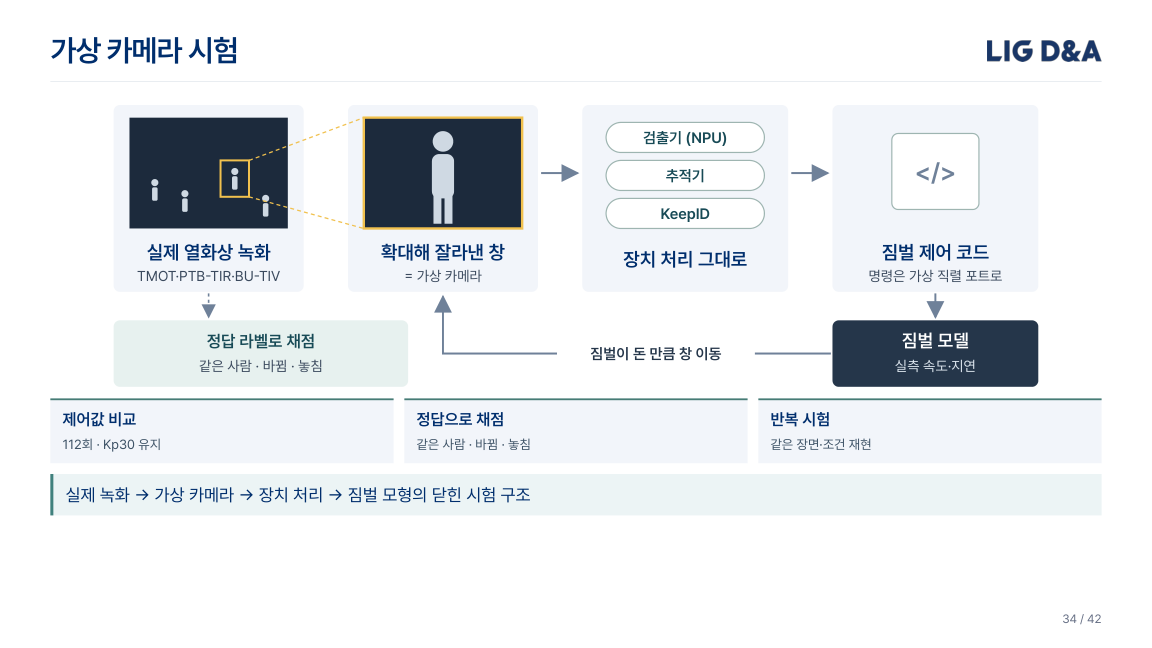 가상 카메라 시험
LIG D&A
실제 열화상 녹화
TMOT·PTB-TIR·BU-TIV
확대해 잘라낸 창
= 가상 카메라
검출기 (NPU)
추적기
KeepID
장치 처리 그대로
</>
짐벌 제어 코드
명령은 가상 직렬 포트로
정답 라벨로 채점
같은 사람 · 바뀜 · 놓침
짐벌이 돈 만큼 창 이동
짐벌 모델
실측 속도·지연
제어값 비교
112회 · Kp30 유지
정답으로 채점
같은 사람 · 바뀜 · 놓침
반복 시험
같은 장면·조건 재현
실제 녹화 → 가상 카메라 → 장치 처리 → 짐벌 모형의 닫힌 시험 구조
34 / 42